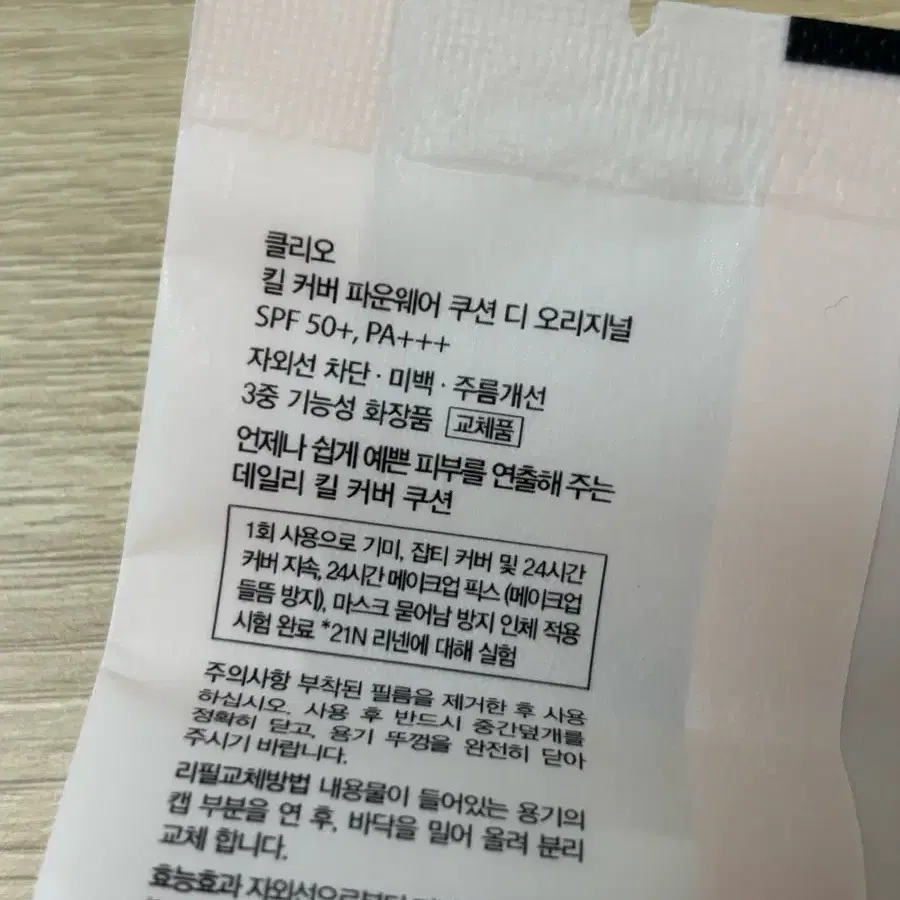 클리오
킬 커버 파운웨어 쿠션 디 오리지널
SPF 50+, PA+++
자외선 차단 · 미백 · 주름개선
3중 기능성 화장품 교체품
언제나 쉽게 예쁜 피부를 연출해 주는
데일리 킬 커버 쿠션
1회 사용으로 기미, 잡티 커버 및 24시간
커버 지속, 24시간 메이크업 픽스 (메이크업
들뜸 방지), 마스크 묻어남 방지 인체 적용
시험 완료 *21N 리넨에 대해 실험
주의사항 부착된 필름을 제거한 후 사용
하십시오. 사용 후 반드시 중간덮개를
정확히 닫고, 용기 뚜껑을 완전히 닫아
주시기 바랍니다.
리필교체방법 내용물이 들어있는 용기의
캡 부분을 연 후, 바닥을 밀어 올려 분리
교체 합니다.
효능효과 자외선으로부터